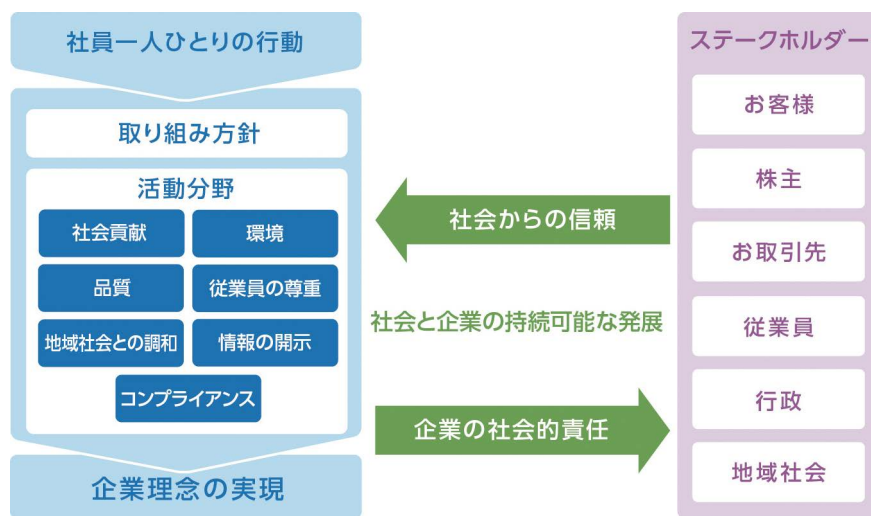 社員一人ひとりの行動
取り組み方針
活動分野
社会貢献
環境
品質
従業員の尊重
地域社会との調和
情報の開示
コンプライアンス
企業理念の実現
社会からの信頼
社会と企業の持続可能な発展
企業の社会的責任
ステークホルダー
お客様
株主
お取引先
従業員
行政
地域社会